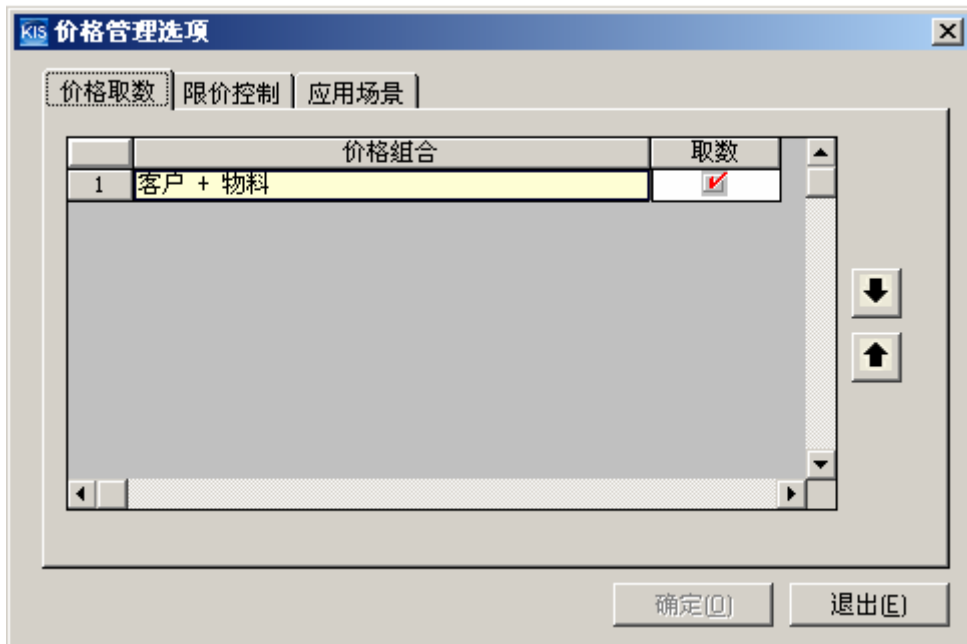 KIS 价格管理选项
价格取数 限价控制 应用场景
价格组合 取数
1 客户 + 物料
确定(O) 退出(E)